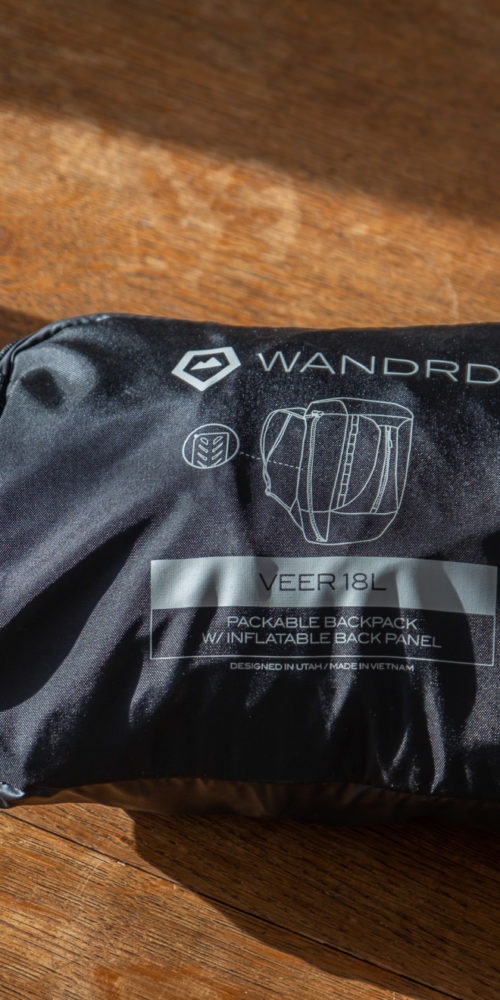 WANDRD
VEER 18L
PACKABLE BACKPACK
W/ INFLATABLE BACK PANEL
DESIGNED IN UTAH / MADE IN VIETNAM